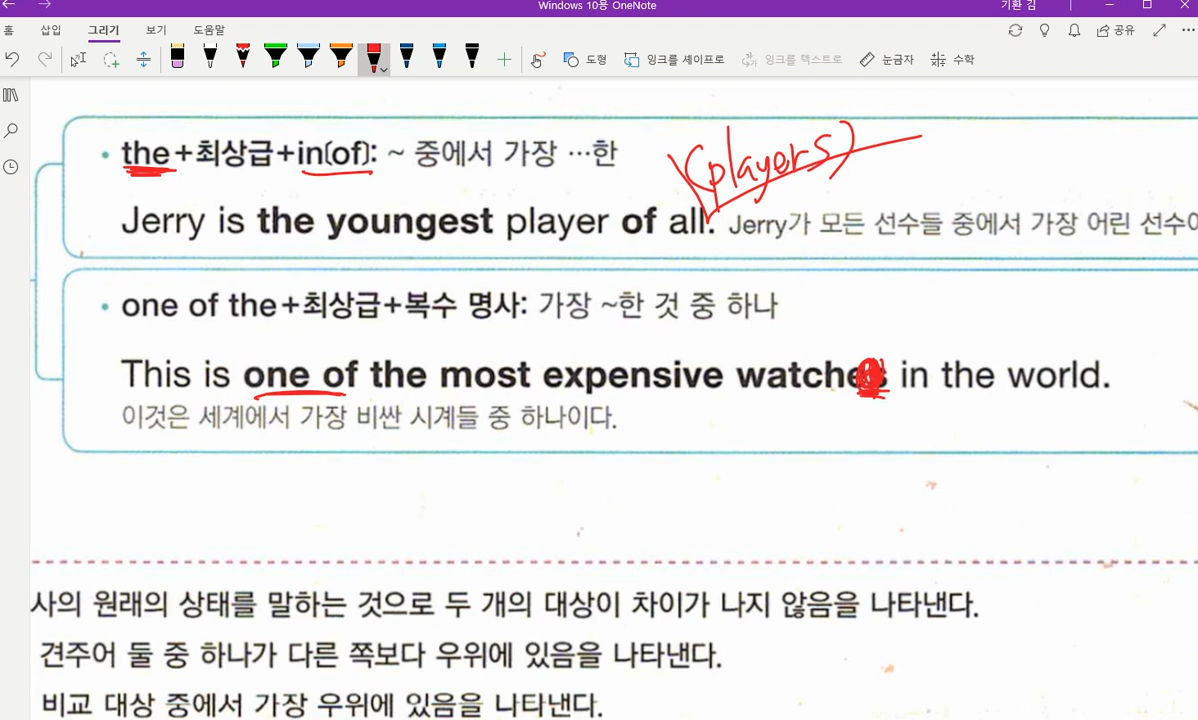 Windows 10용 OneNote
기환 김
홈 삽입 그리기 보기 도움말
공유
도형 잉크를 셰이프로 잉크를 텍스트로 눈금자 수학
• the+최상급+in(of): ~ 중에서 가장 …한
(players)
Jerry is the youngest player of all. Jerry가 모든 선수들 중에서 가장 어린
• one of the+최상급+복수 명사: 가장 ~한 것 중 하나
This is one of the most expensive watches in the world.
이것은 세계에서 가장 비싼 시계들 중 하나이다.
사의 원래의 상태를 말하는 것으로 두 개의 대상이 차이가 나지 않음을 나타낸다.
견주어 둘 중 하나가 다른 쪽보다 우위에 있음을 나타낸다.
비교 대상 중에서 가장 우위에 있음을 나타낸다.